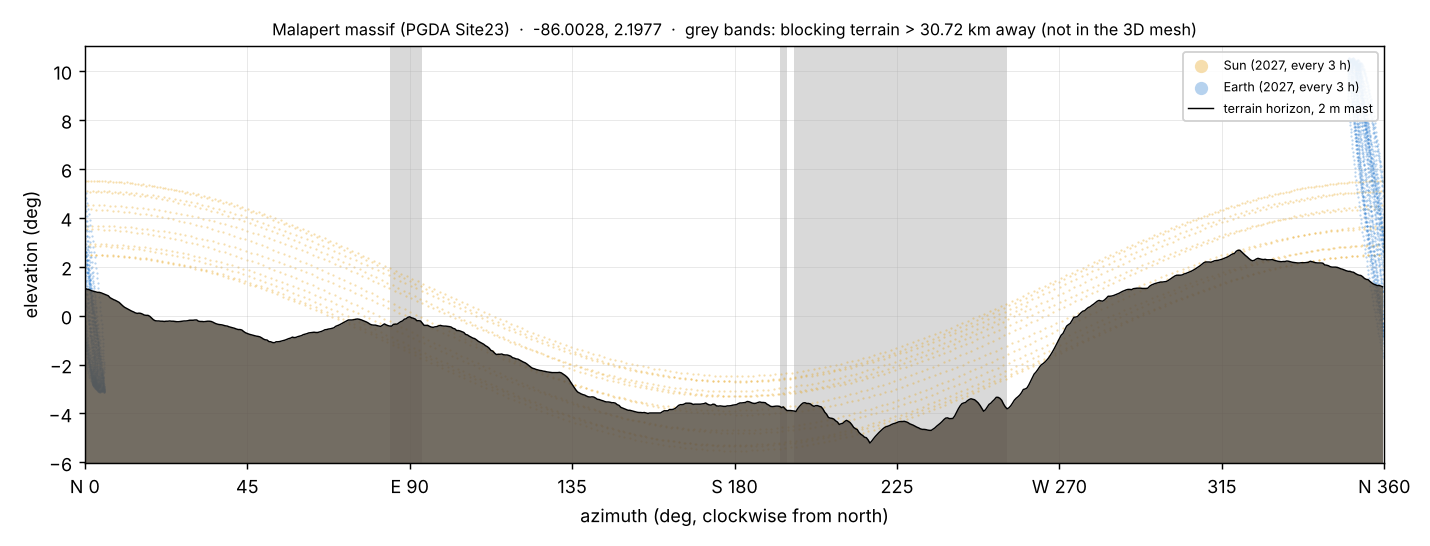 Malapert massif (PGDA Site23)  ·  -86.0028, 2.1977  ·  grey bands: blocking terrain > 30.72 km away (not in the 3D mesh)
Sun (2027, every 3 h)
Earth (2027, every 3 h)
terrain horizon, 2 m mast
elevation (deg)
10
8
6
4
2
0
−2
−4
−6
N 0
45
E 90
135
S 180
225
W 270
315
N 360
azimuth (deg, clockwise from north)